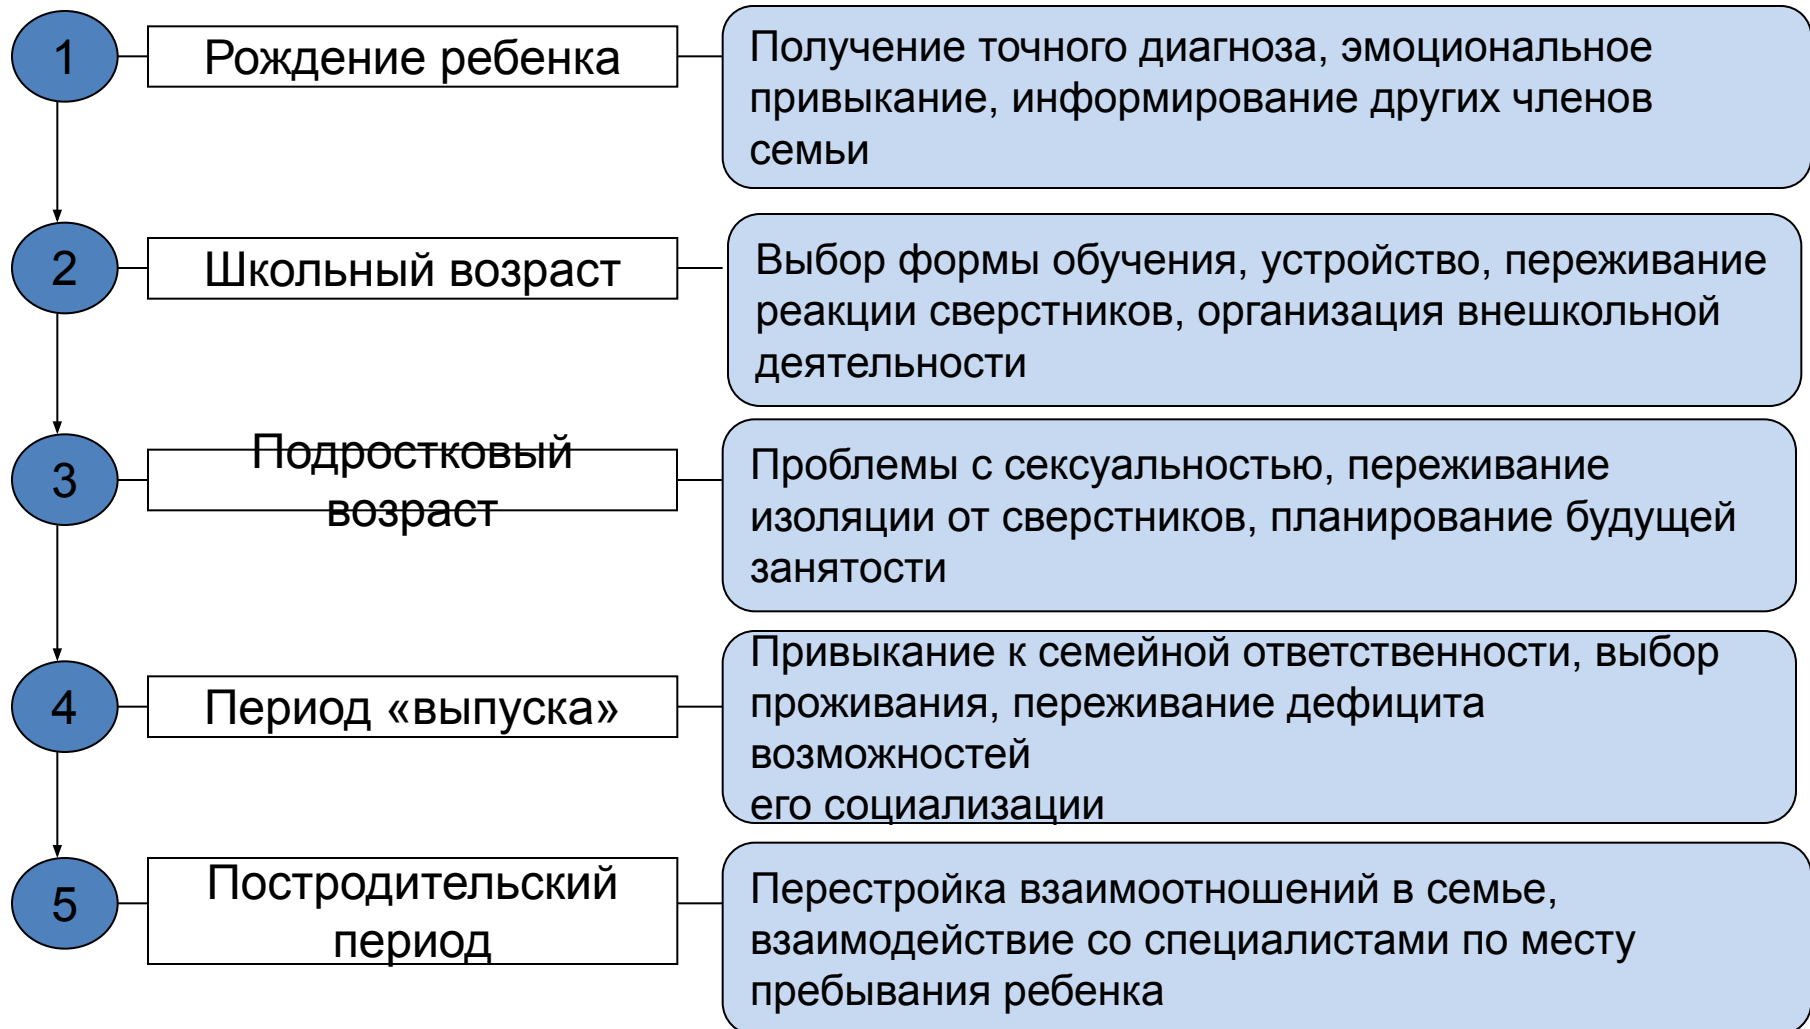 1
Рождение ребенка
Получение точного диагноза, эмоциональное
привыкание, информирование других членов
семьи
2
Школьный возраст
Выбор формы обучения, устройство, переживание
реакции сверстников, организация внешкольной
деятельности
3
Подростковый
возраст
Проблемы с сексуальностью, переживание
изоляции от сверстников, планирование будущей
занятости
4
Период «выпуска»
Привыкание к семейной ответственности, выбор
проживания, переживание дефицита
возможностей
его социализации
5
Постродительский
период
Перестройка взаимоотношений в семье,
взаимодействие со специалистами по месту
пребывания ребенка